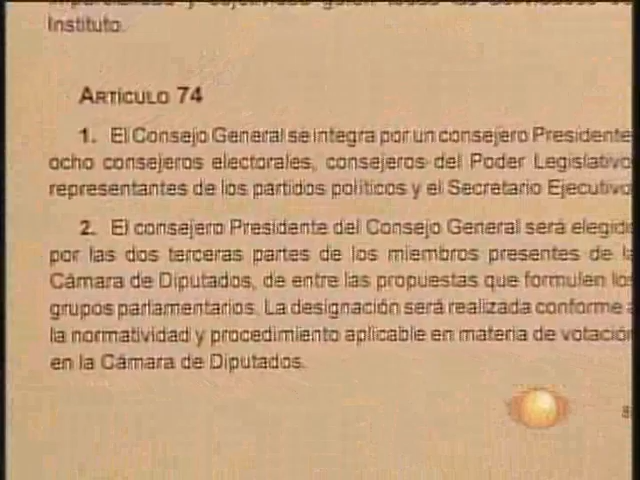 Instituto.
ARTÍCULO 74
1. El Consejo General se integra por un consejero Presidente
ocho consejeros electorales, consejeros del Poder Legislativo
representantes de los partidos políticos y el Secretario Ejecutivo
2. El consejero Presidente del Consejo General será elegido
por las dos terceras partes de los miembros presentes de la
Cámara de Diputados, de entre las propuestas que formulen los
grupos parlamentarios. La designación será realizada conforme a
la normatividad y procedimiento aplicable en materia de votación
en la Cámara de Diputados.